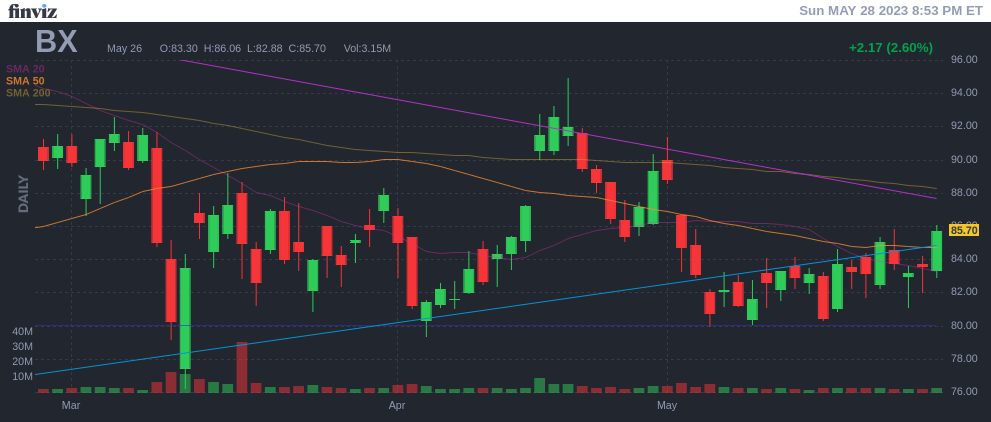 finviz
Sun MAY 28 2023 8:53 PM ET
BX
May 26 O:83.30 H:86.06 L:82.88 C:85.70 Vol:3.15M
+2.17 (2.60%)
SMA 20
SMA 50
SMA 200
DAILY
96.00
94.00
92.00
90.00
88.00
86.00
85.70
84.00
82.00
80.00
78.00
76.00
40M
30M
20M
10M
Mar
Apr
May